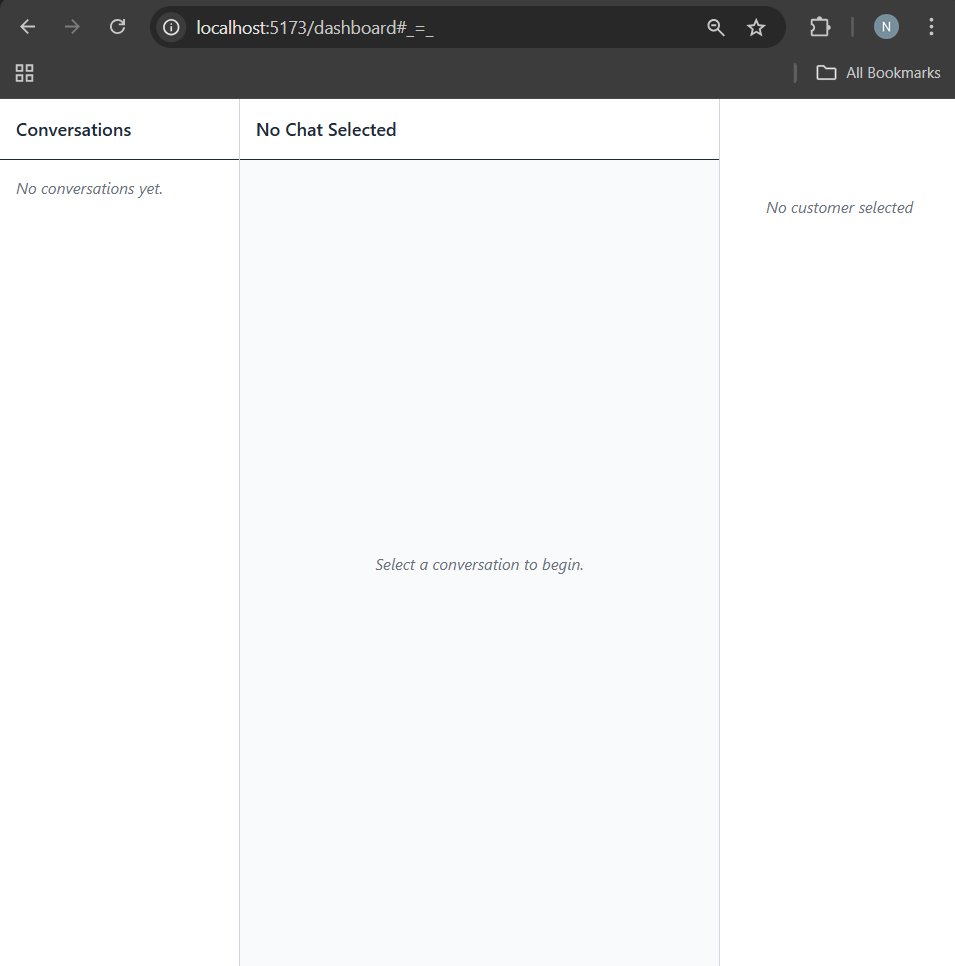 localhost:5173/dashboard#_=_
N
All Bookmarks
Conversations
No Chat Selected
No conversations yet.
No customer selected
Select a conversation to begin.